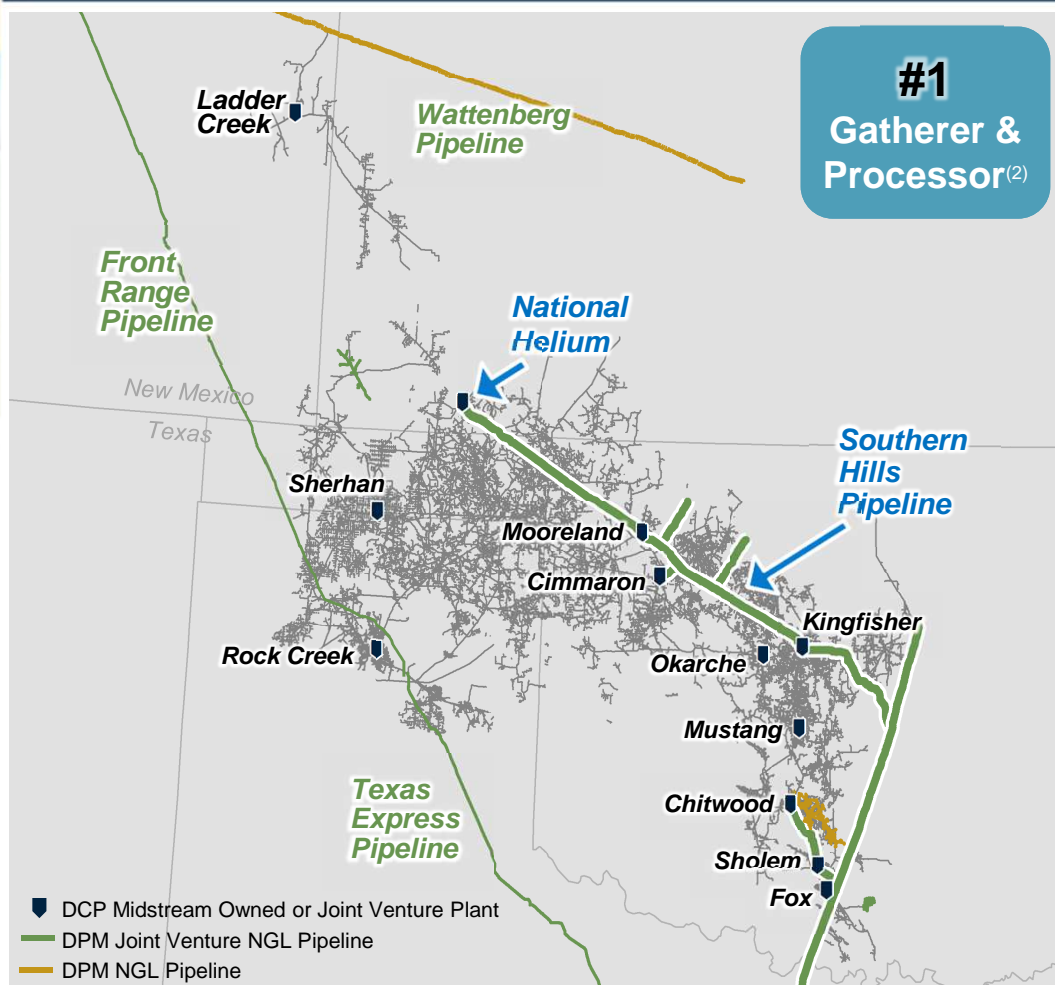 #1
Gatherer &
Processor(2)
Ladder
Creek
Wattenberg
Pipeline
Front
Range
Pipeline
National
Helium
New Mexico
Texas
Southern
Hills
Pipeline
Sherhan
Mooreland
Cimmaron
Kingfisher
Rock Creek
Okarche
Mustang
Texas
Express
Pipeline
Chitwood
Sholem
Fox
DCP Midstream Owned or Joint Venture Plant
DPM Joint Venture NGL Pipeline
DPM NGL Pipeline